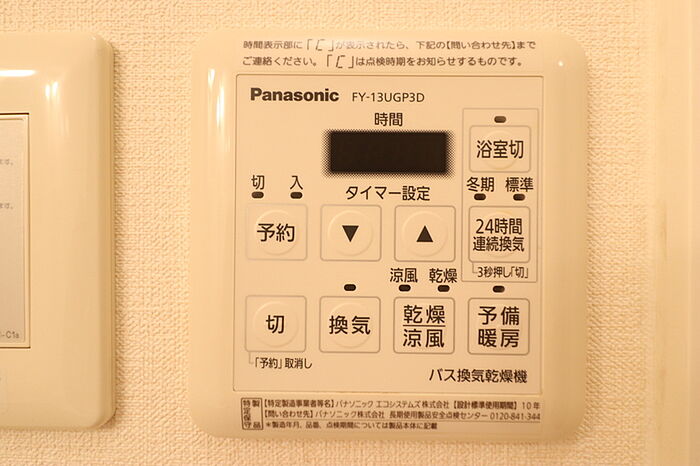 時間表示部に「[」が表示されたら、下記の【問い合わせ先】まで
ご連絡ください。「[」は点検時期をお知らせするものです。
Panasonic FY-13UGP3D
時間
浴室切
切 入
タイマー設定
冬期 標準
予約
▼
▲
24時間
連続換気
3秒押し「切」
涼風 乾燥
切
換気
乾燥
涼風
予備
暖房
「予約」取消し
バス換気乾燥機
特定保守製品
【特定製造事業者等名】パナソニック エコシステムズ株式会社【設計標準使用期間】10年
【問い合わせ先】パナソニック株式会社 長期使用製品安全点検センター 0120-841-344
＊製造年月、品番、点検期間については製品本体に記載
ます。
ます。
-C1a